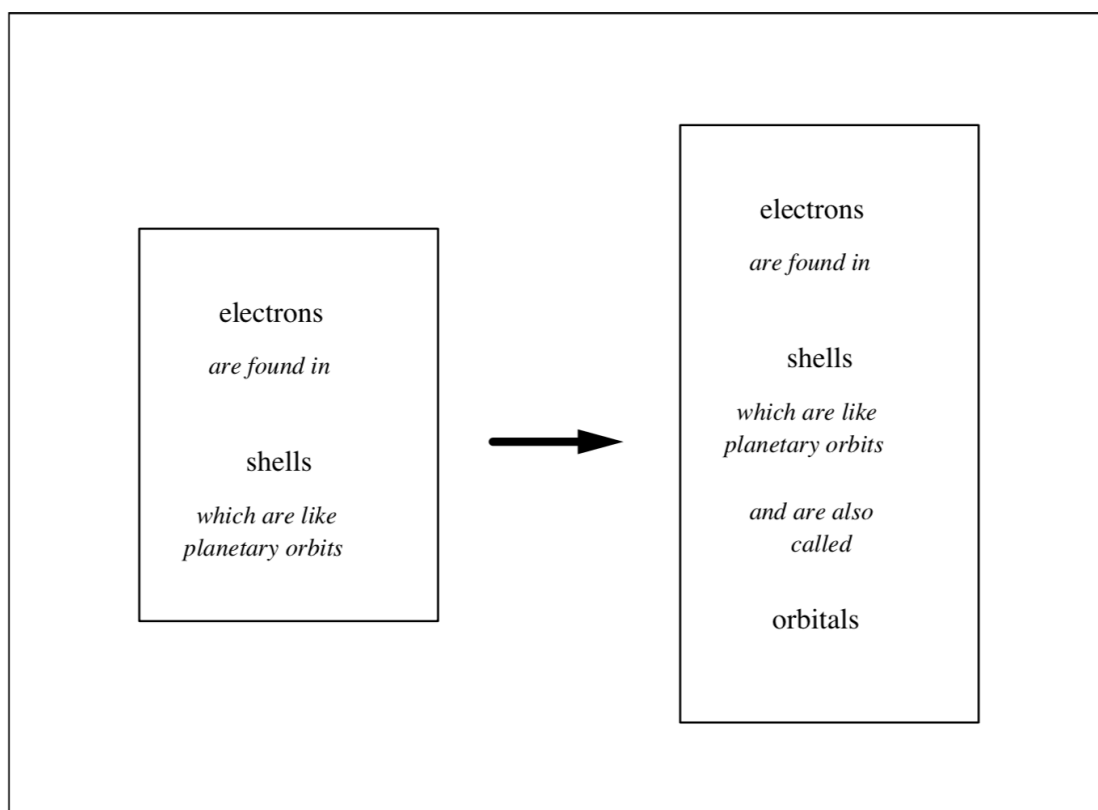 electrons
are found in
shells
which are like
planetary orbits
electrons
are found in
shells
which are like
planetary orbits
and are also
called
orbitals